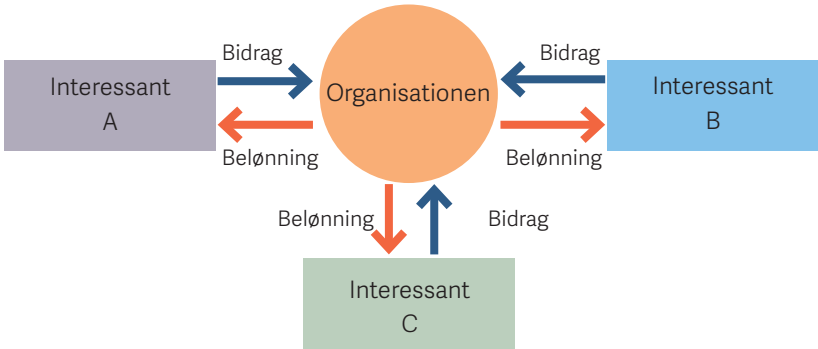 Bidrag
Bidrag
Interessant
A
Organisationen
Interessant
B
Belønning
Belønning
Belønning
Bidrag
Interessant
C